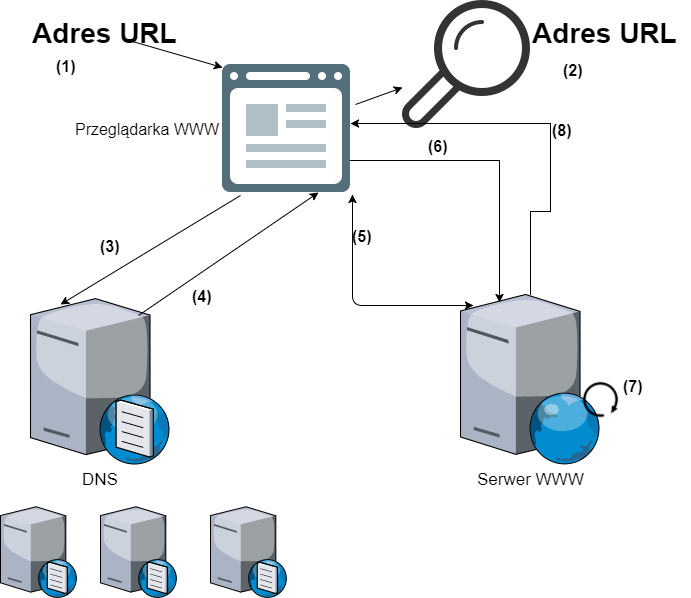 Adres URL
(1)
Adres URL
(2)
Przeglądarka WWW
(8)
(6)
(3)
(5)
(4)
(7)
DNS
Serwer WWW